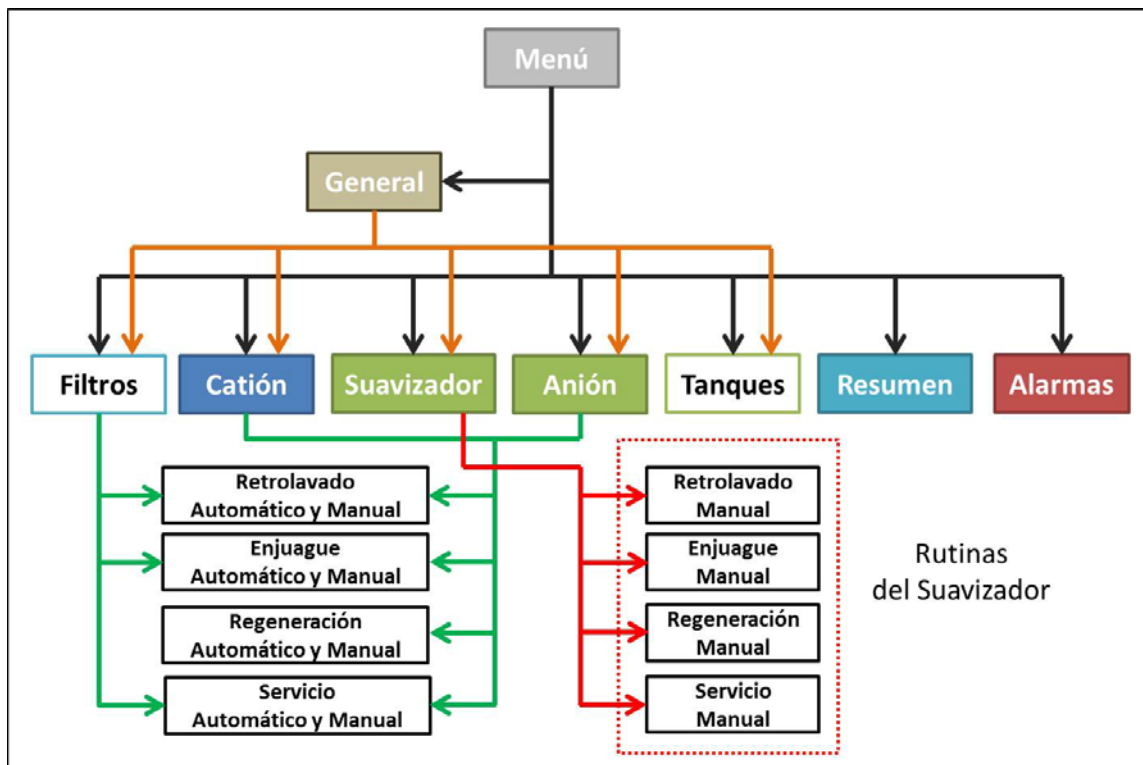 Menú
General
Filtros
Catión
Suavizador
Anión
Tanques
Resumen
Alarmas
Retrolavado
Automático y Manual
Enjuague
Automático y Manual
Regeneración
Automático y Manual
Servicio
Automático y Manual
Retrolavado
Manual
Enjuague
Manual
Regeneración
Manual
Servicio
Manual
Rutinas
del Suavizador